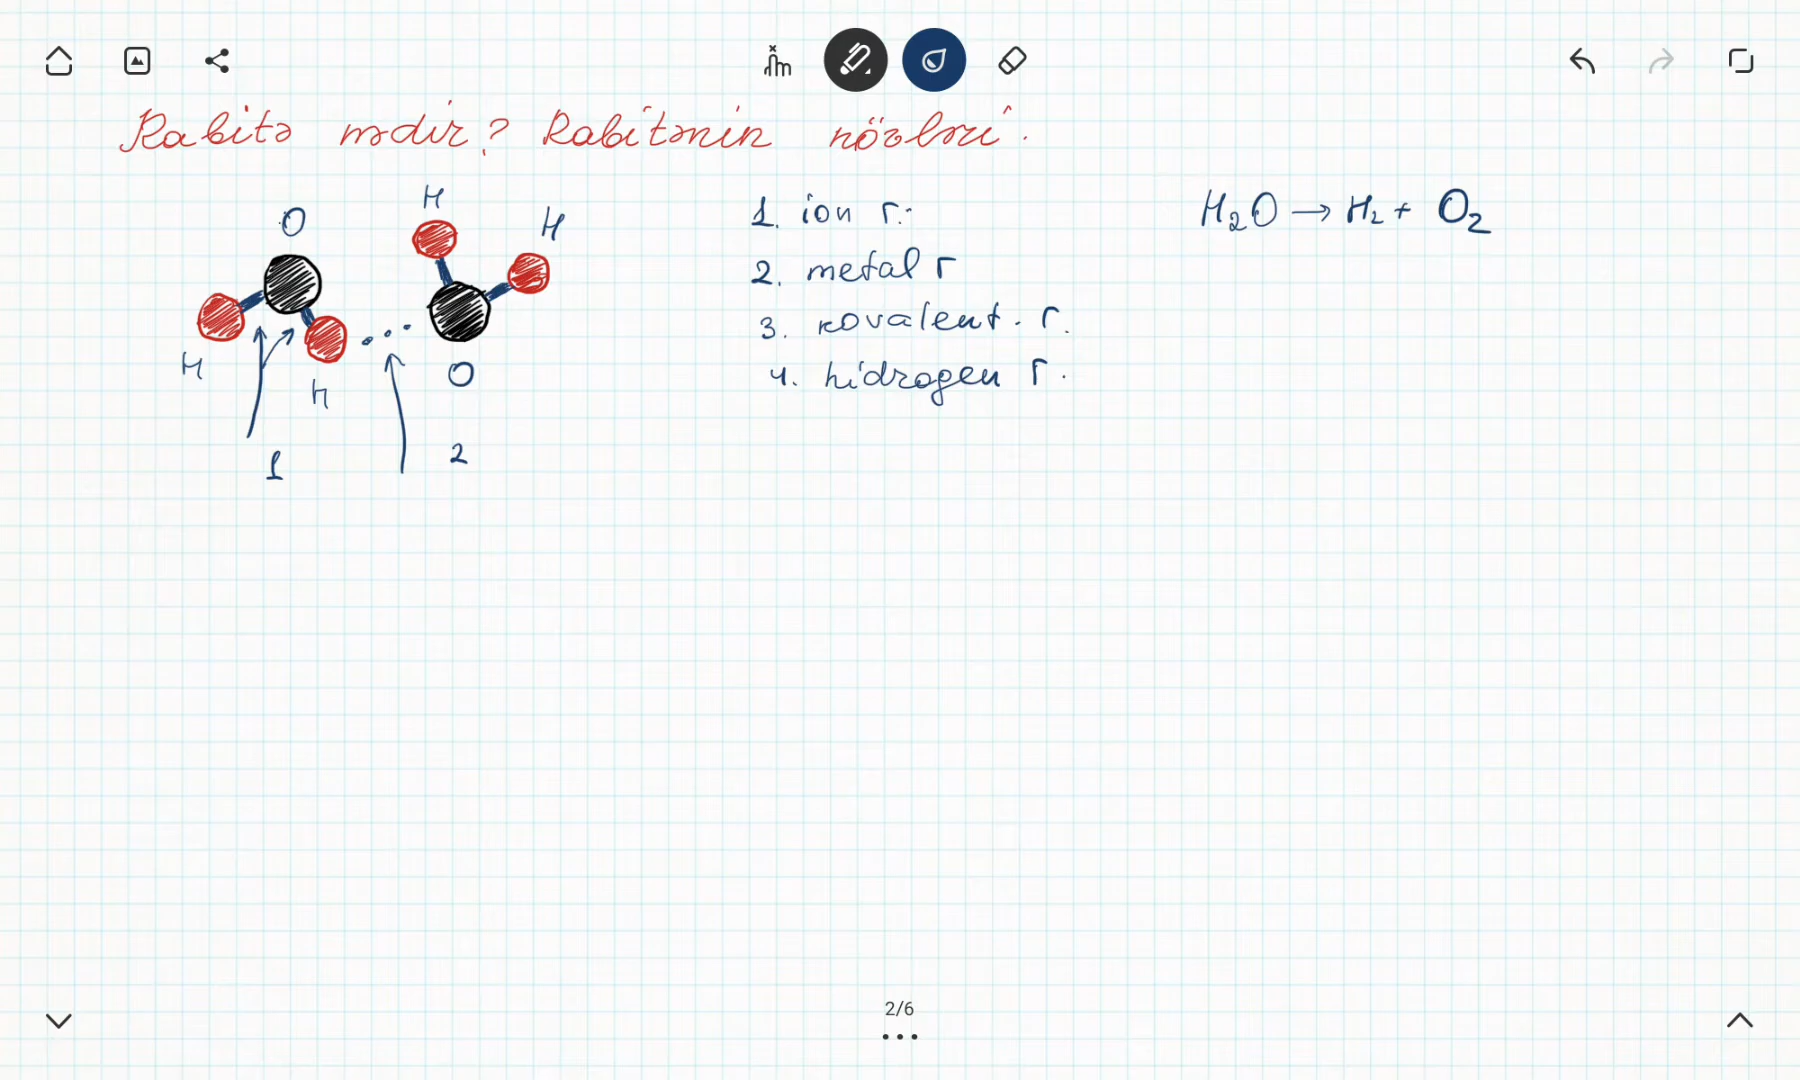 Rabitə nədir? Rabitənin növləri.
O
H
H
H
H
O
1
2
1. ion r.
2. metal r
3. kovalent. r.
4. hidrogen r.
H₂O → H₂ + O₂
2/6